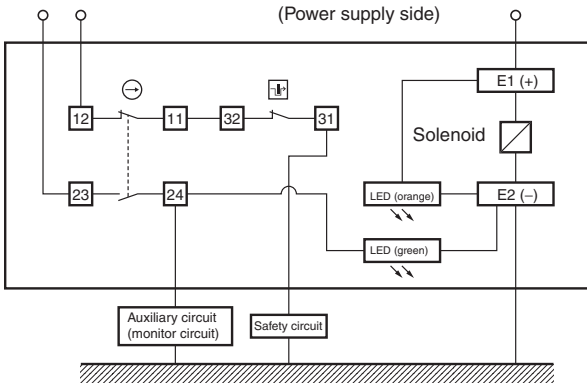 (Power supply side)
E1 (+)
12
11
32
31
Solenoid
23
24
LED (orange)
E2 (−)
LED (green)
Auxiliary circuit
(monitor circuit)
Safety circuit